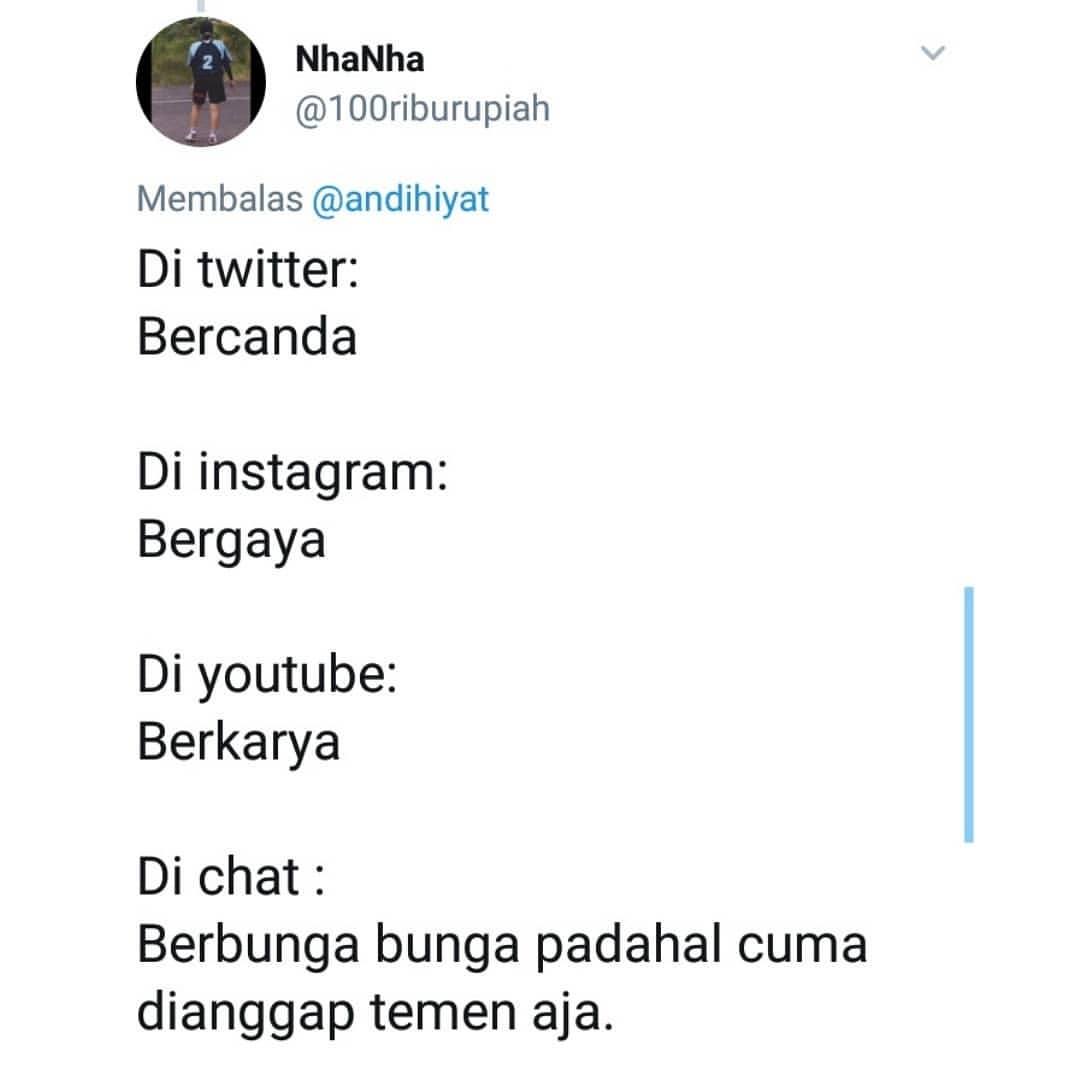 NhaNha
@100riburupiah
Membalas @andihiyat
Di twitter:
Bercanda
Di instagram:
Bergaya
Di youtube:
Berkarya
Di chat :
Berbunga bunga padahal cuma
dianggap temen aja.
2